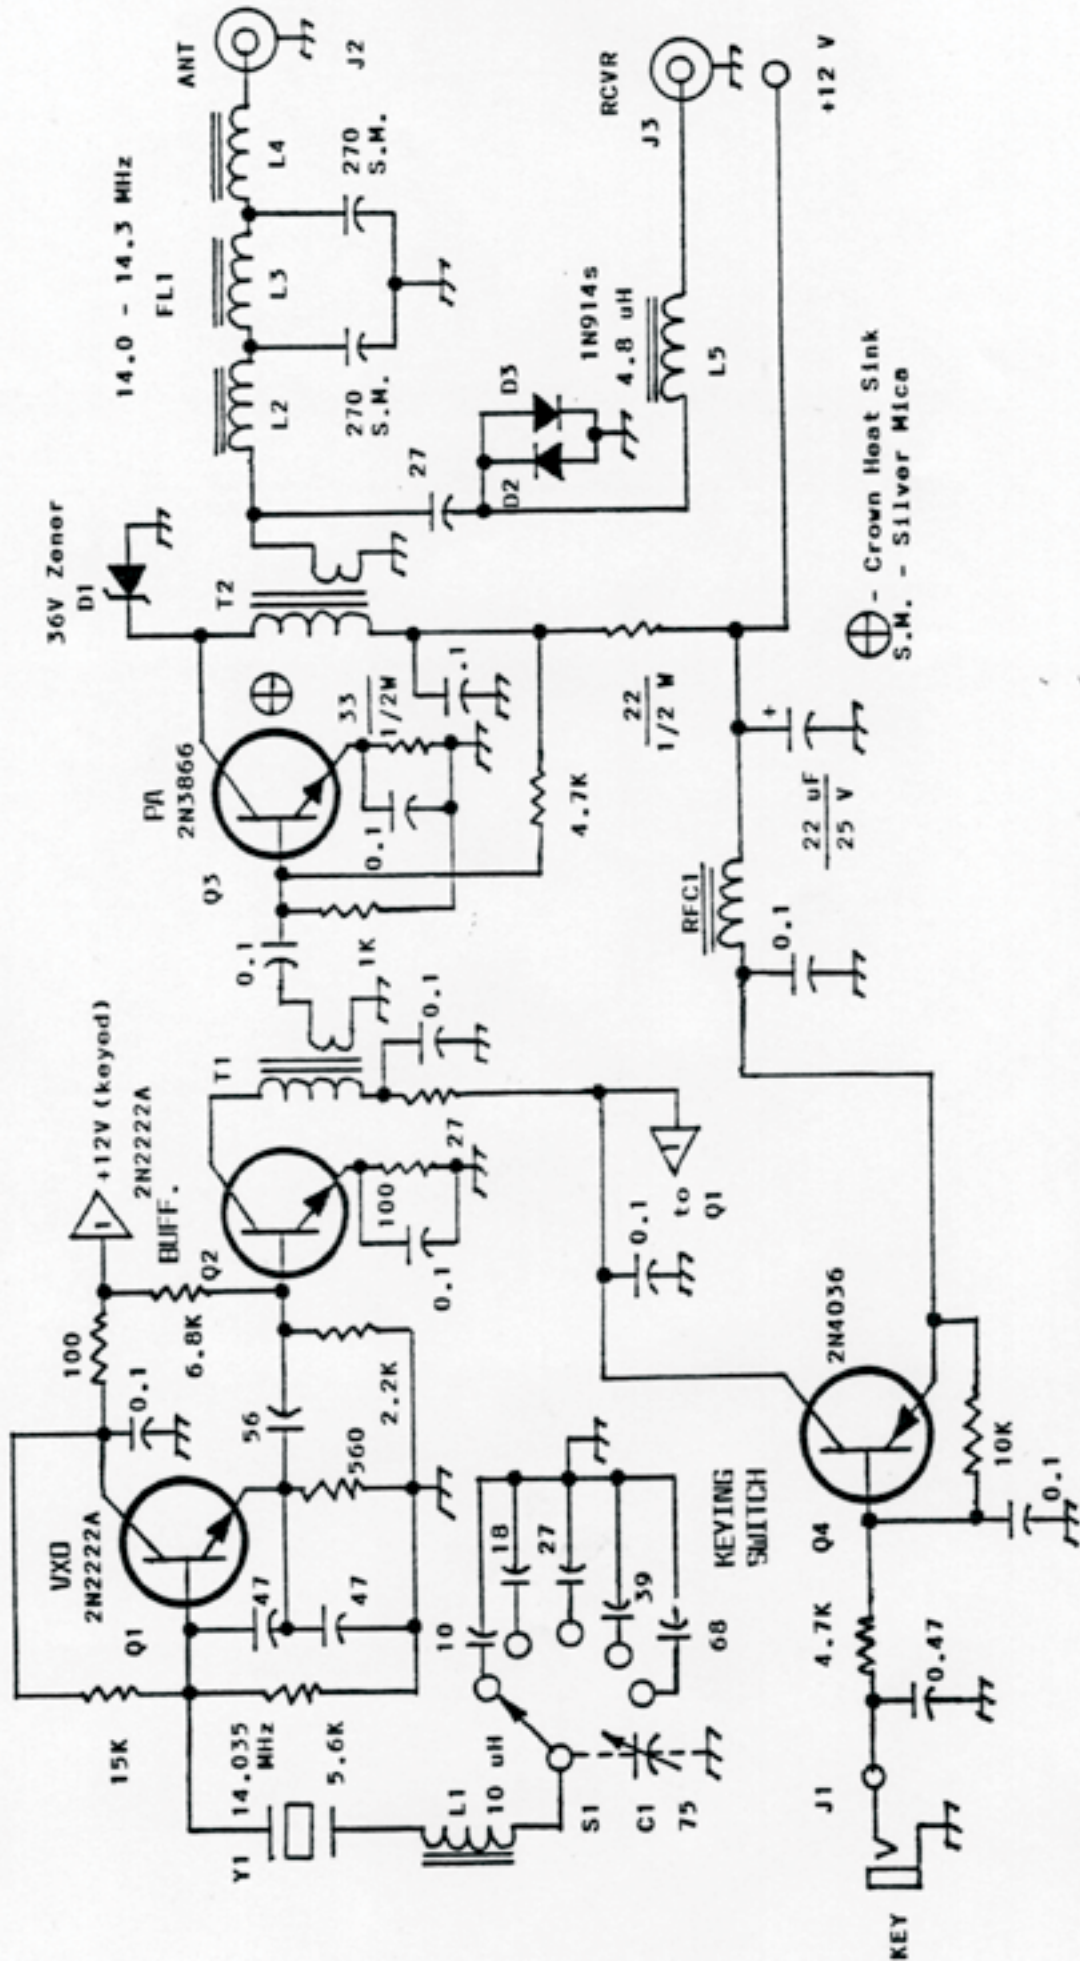 14.0 - 14.3 MHz
FL1
ANT
J2
L4
L3
L2
270
S.M.
270
S.M.
36V Zener
D1
T2
27
D2
D3
1N914s
4.8 uH
L5
RCVR
J3
+12 V
PA
2N3866
Q3
33
1/2W
.1
0.1
0.1
1K
4.7K
22
1/2 W
⊕ - Crown Heat Sink
S.M. - Silver Mica
22 uF
25 V
+
RFC1
0.1
1
+12V (keyed)
2N2222A
BUFF.
Q2
T1
0.1
27
100
0.1
100
6.8K
0.1
56
560
2.2K
1
to
Q1
0.1
VXO
2N2222A
Q1
47
47
15K
5.6K
Y1
14.035
MHz
L1
10 uH
S1
C1
75
10
18
27
39
68
KEYING
SWITCH
2N4036
Q4
10K
0.1
4.7K
0.47
J1
KEY